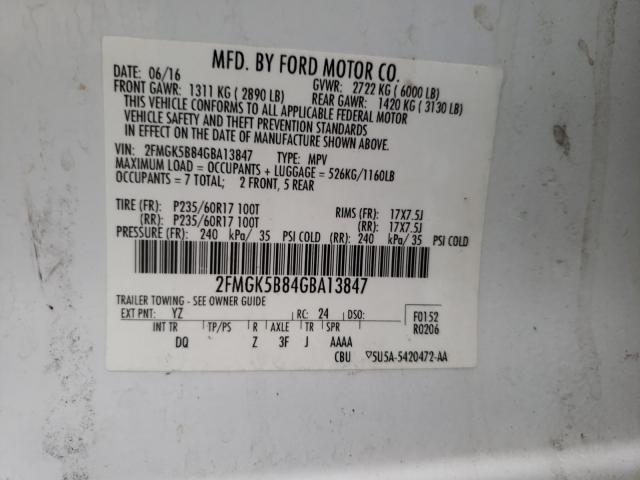 MFD. BY FORD MOTOR CO.
DATE: 06/16 GVWR: 2722 KG ( 6000 LB)
FRONT GAWR: 1311 KG ( 2890 LB) REAR GAWR: 1420 KG ( 3130 LB)
THIS VEHICLE CONFORMS TO ALL APPLICABLE FEDERAL MOTOR
VEHICLE SAFETY AND THEFT PREVENTION STANDARDS
IN EFFECT ON THE DATE OF MANUFACTURE SHOWN ABOVE.
VIN: 2FMGK5B84GBA13847 TYPE: MPV
MAXIMUM LOAD = OCCUPANTS + LUGGAGE = 526KG/1160LB
OCCUPANTS = 7 TOTAL; 2 FRONT, 5 REAR
TIRE (FR): P235/60R17 100T RIMS (FR): 17X7.5J
(RR): P235/60R17 100T (RR): 17X7.5J
PRESSURE (FR): 240 kPa/ 35 PSI COLD (RR): 240 kPa/ 35 PSI COLD
2FMGK5B84GBA13847
TRAILER TOWING - SEE OWNER GUIDE
EXT PNT: YZ RC: 24 DSO: F0152
INT TR TP/PS R AXLE TR SPR R0206
DQ Z 3F J AAAA
CBU ▽5U5A-5420472-AA